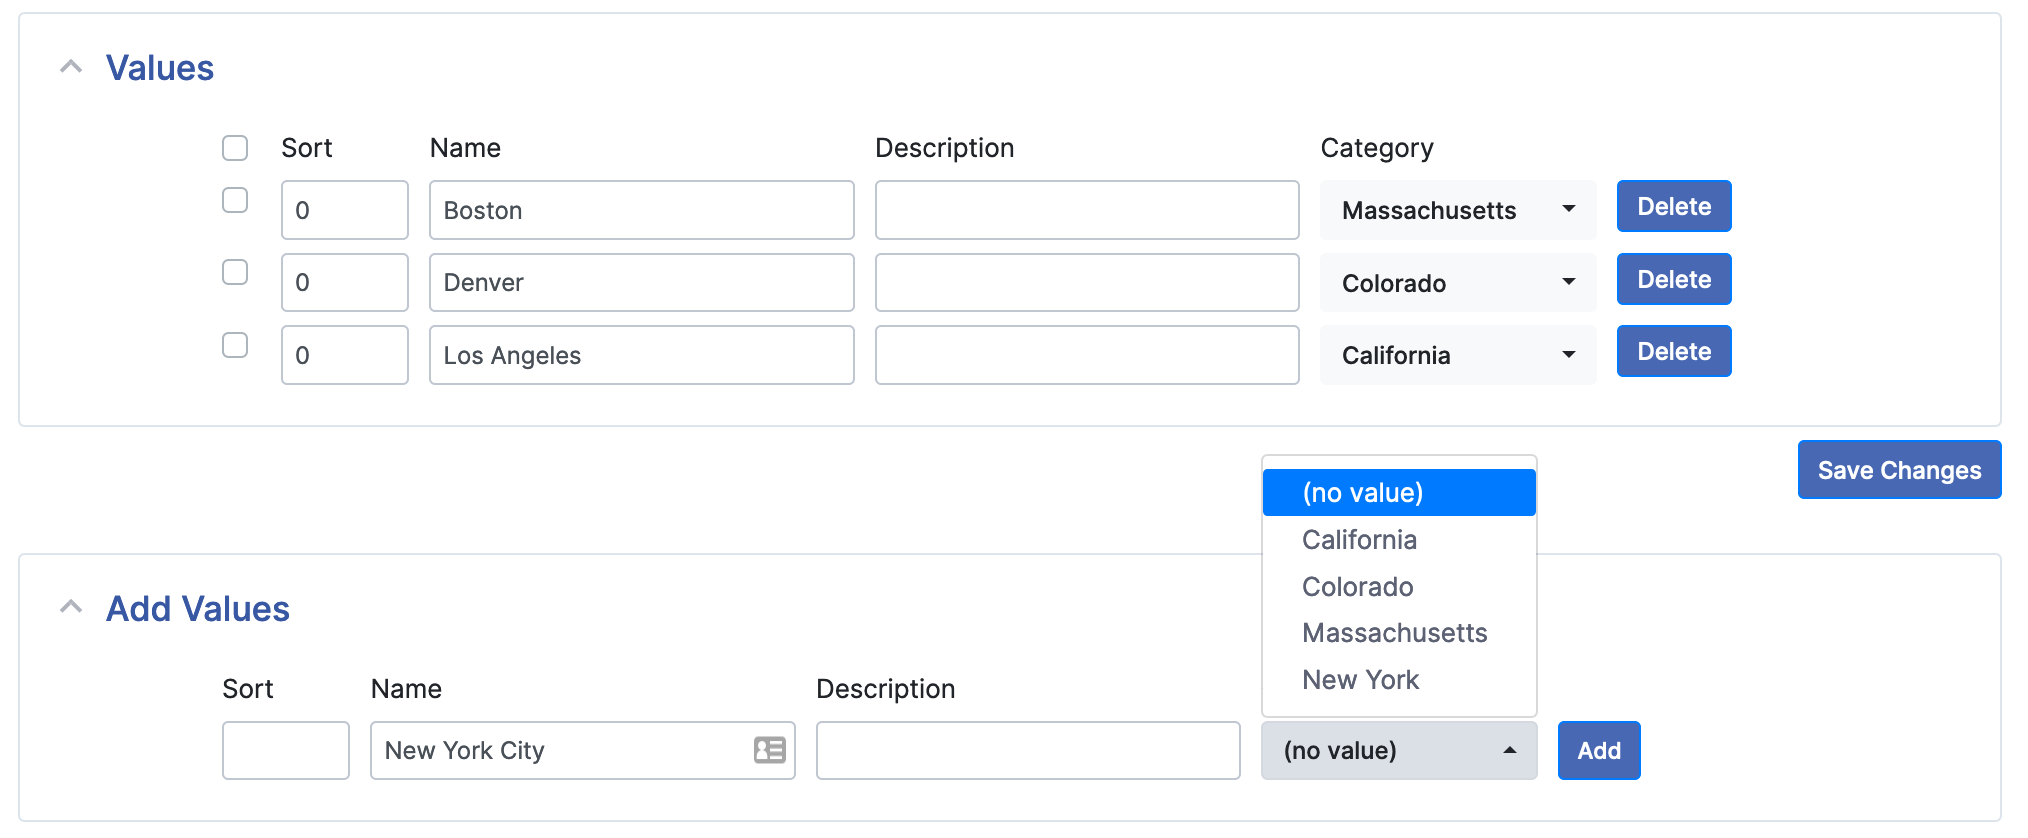 Values
Sort Name Description Category
0 Boston Massachusetts Delete
0 Denver Colorado Delete
0 Los Angeles California Delete
Save Changes
(no value)
California
Colorado
Massachusetts
New York
Add Values
Sort Name Description
New York City (no value) Add